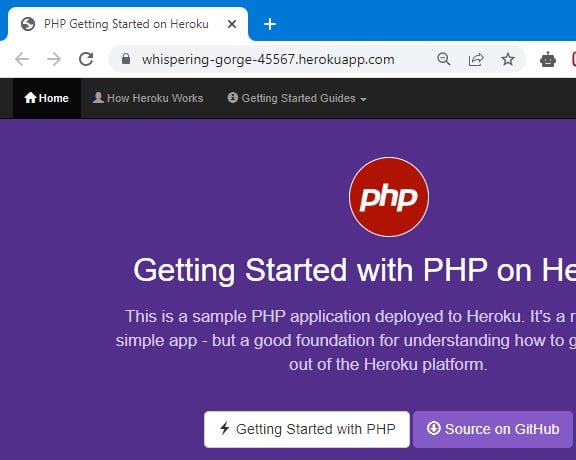 PHP Getting Started on Heroku
whispering-gorge-45567.herokuapp.com
Home How Heroku Works Getting Started Guides
php
Getting Started with PHP on He
This is a sample PHP application deployed to Heroku. It's a r
simple app - but a good foundation for understanding how to g
out of the Heroku platform.
Getting Started with PHP Source on GitHub